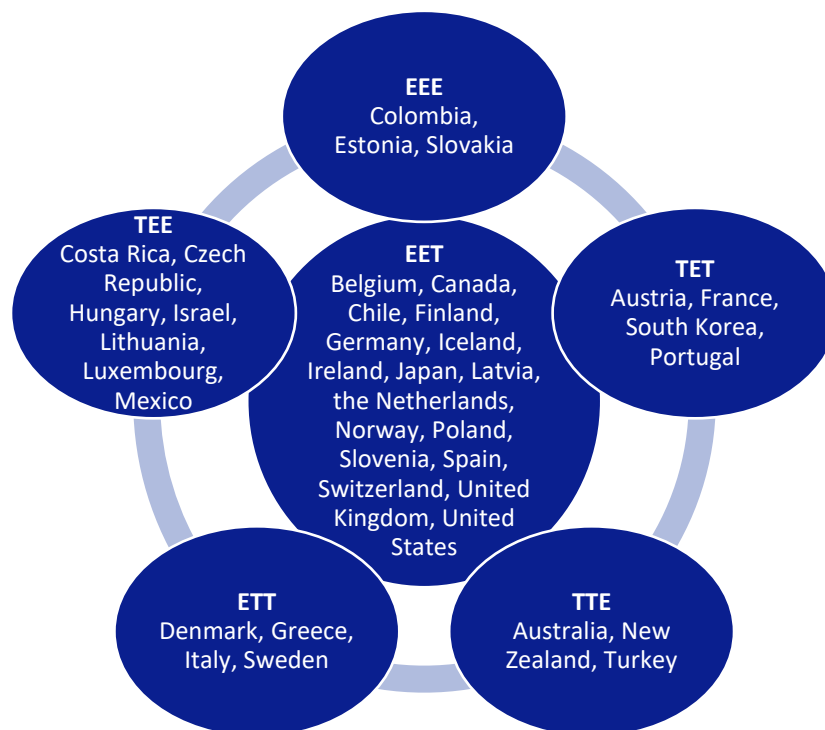 EEE
Colombia,
Estonia, Slovakia
TEE
Costa Rica, Czech
Republic,
Hungary, Israel,
Lithuania,
Luxembourg,
Mexico
EET
Belgium, Canada,
Chile, Finland,
Germany, Iceland,
Ireland, Japan, Latvia,
the Netherlands,
Norway, Poland,
Slovenia, Spain,
Switzerland, United
Kingdom, United
States
TET
Austria, France,
South Korea,
Portugal
ETT
Denmark, Greece,
Italy, Sweden
TTE
Australia, New
Zealand, Turkey